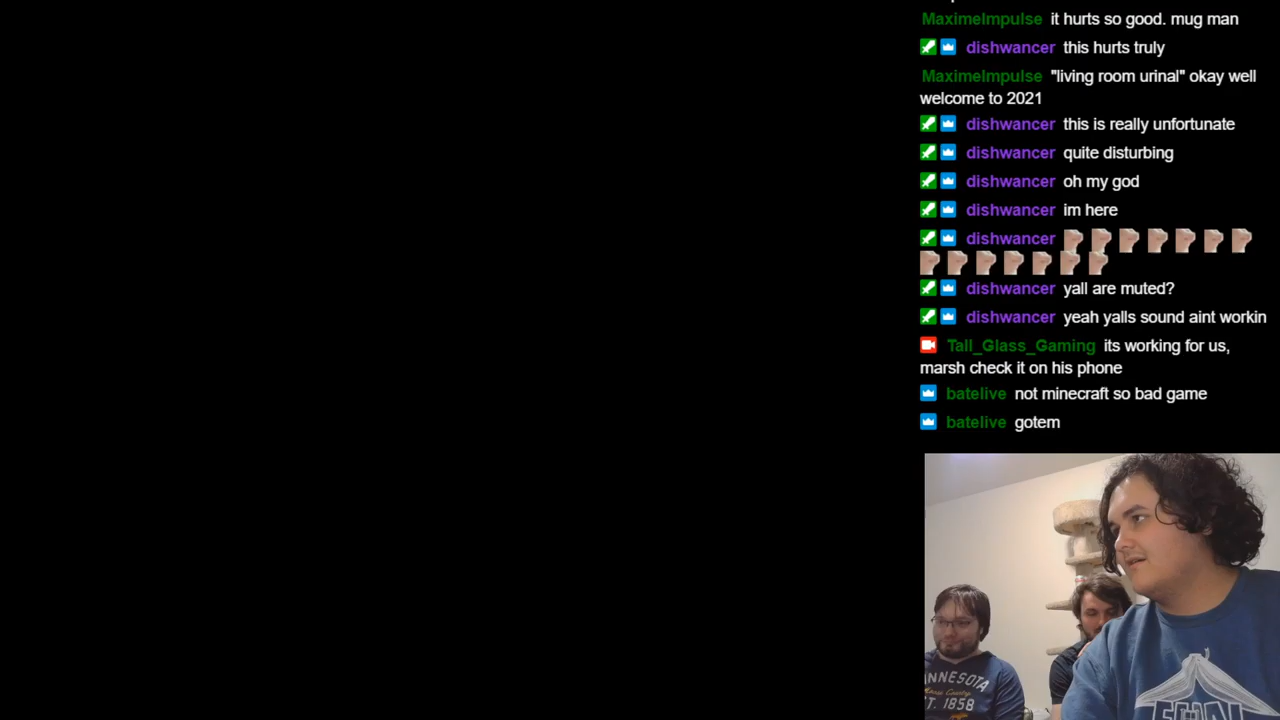 MaximeImpulse it hurts so good. mug man
dishwancer this hurts truly
MaximeImpulse "living room urinal" okay well
welcome to 2021
dishwancer this is really unfortunate
dishwancer quite disturbing
dishwancer oh my god
dishwancer im here
dishwancer
dishwancer yall are muted?
dishwancer yeah yalls sound aint workin
Tall_Glass_Gaming its working for us,
marsh check it on his phone
batelive not minecraft so bad game
batelive gotem
NNESOTA
T. 1858